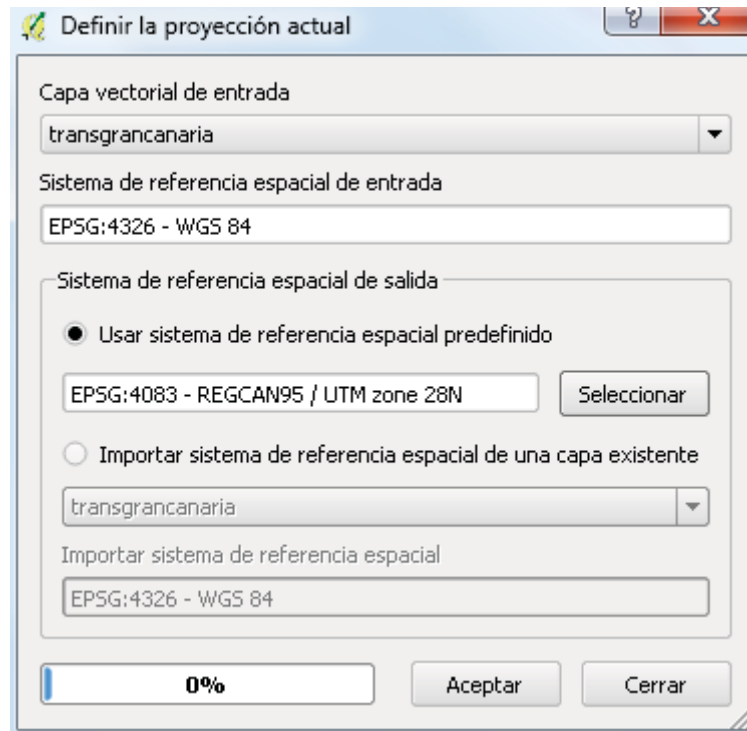 Definir la proyección actual
Capa vectorial de entrada
transgrancanaria
Sistema de referencia espacial de entrada
EPSG:4326 - WGS 84
Sistema de referencia espacial de salida
Usar sistema de referencia espacial predefinido
EPSG:4083 - REGCAN95 / UTM zone 28N Seleccionar
Importar sistema de referencia espacial de una capa existente
transgrancanaria
Importar sistema de referencia espacial
EPSG:4326 - WGS 84
0% Aceptar Cerrar